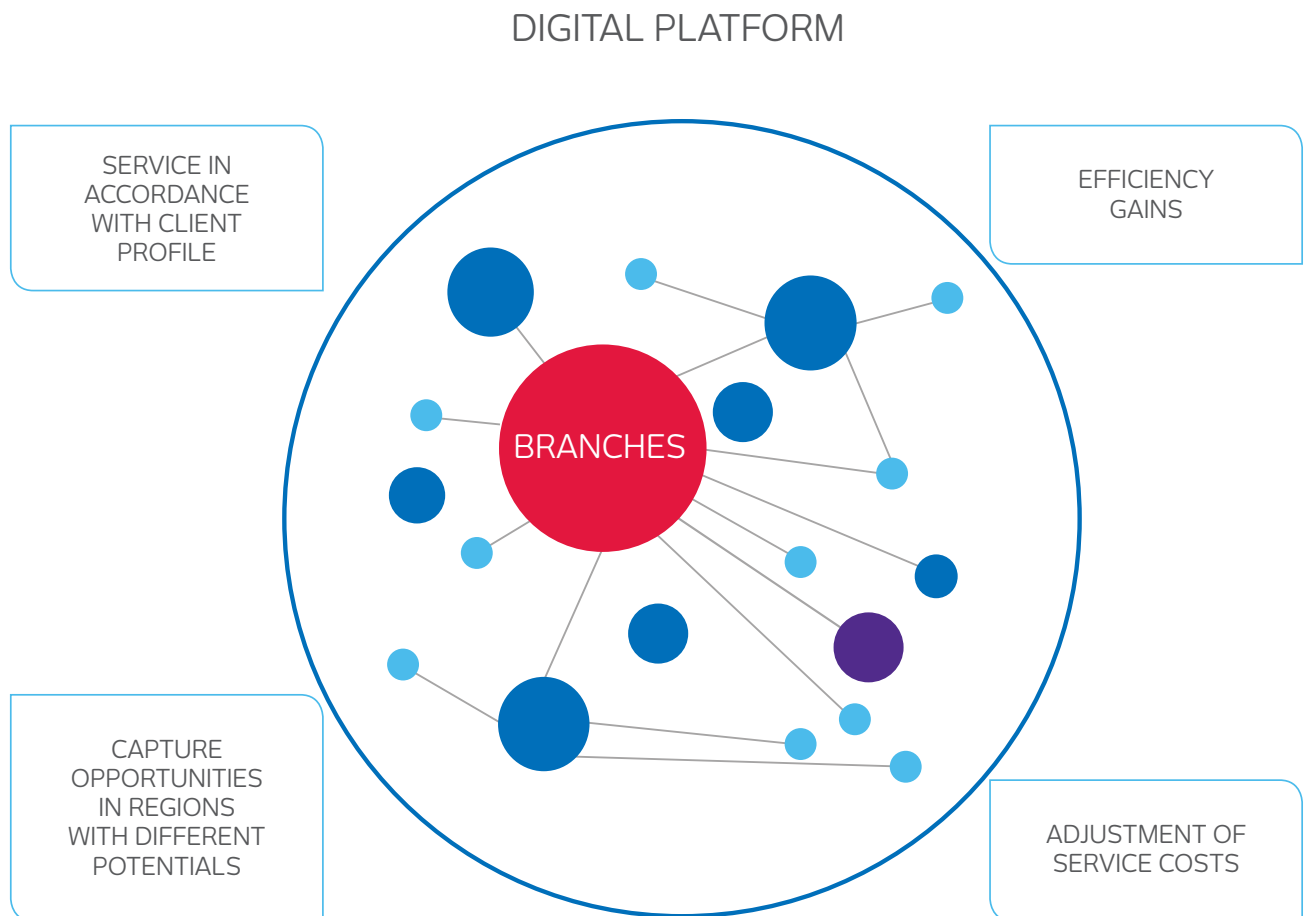 DIGITAL PLATFORM
SERVICE IN
ACCORDANCE
WITH CLIENT
PROFILE
EFFICIENCY
GAINS
BRANCHES
CAPTURE
OPPORTUNITIES
IN REGIONS
WITH DIFFERENT
POTENTIALS
ADJUSTMENT OF
SERVICE COSTS